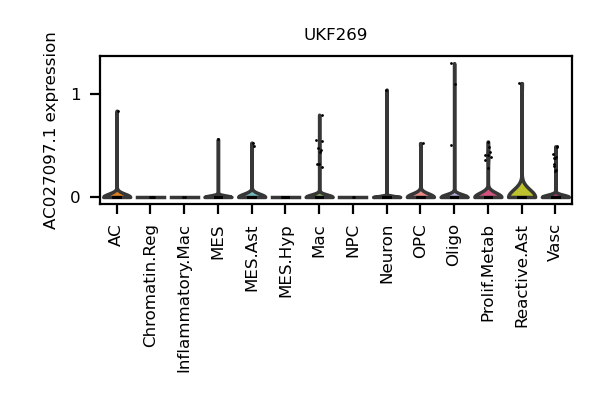 UKF269
AC027097.1 expression
1
0
AC
Chromatin.Reg
Inflammatory.Mac
MES
MES.Ast
MES.Hyp
Mac
NPC
Neuron
OPC
Oligo
Prolif.Metab
Reactive.Ast
Vasc